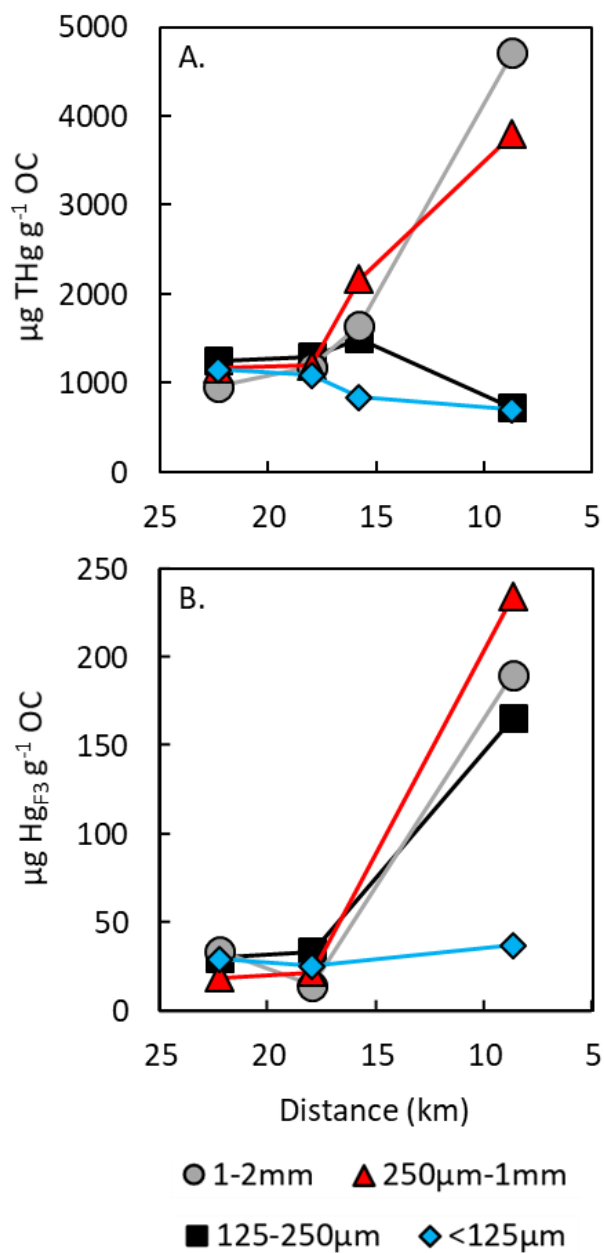 A.
µg THg g⁻¹ OC
5000
4000
3000
2000
1000
0
25 20 15 10 5
B.
µg Hg_F3 g⁻¹ OC
250
200
150
100
50
0
25 20 15 10 5
Distance (km)
1-2mm 250µm-1mm
125-250µm <125µm